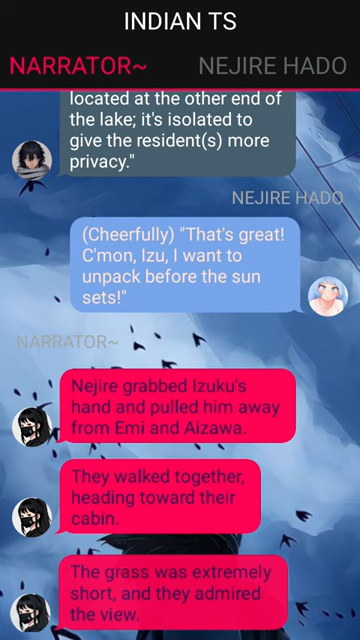 INDIAN TS
NARRATOR~ NEJIRE HADO
located at the other end of
the lake; it's isolated to
give the resident(s) more
privacy."
NEJIRE HADO
(Cheerfully) "That's great!
C'mon, Izu, I want to
unpack before the sun
sets!"
NARRATOR~
Nejire grabbed Izuku's
hand and pulled him away
from Emi and Aizawa.
They walked together,
heading toward their
cabin.
The grass was extremely
short, and they admired
the view.